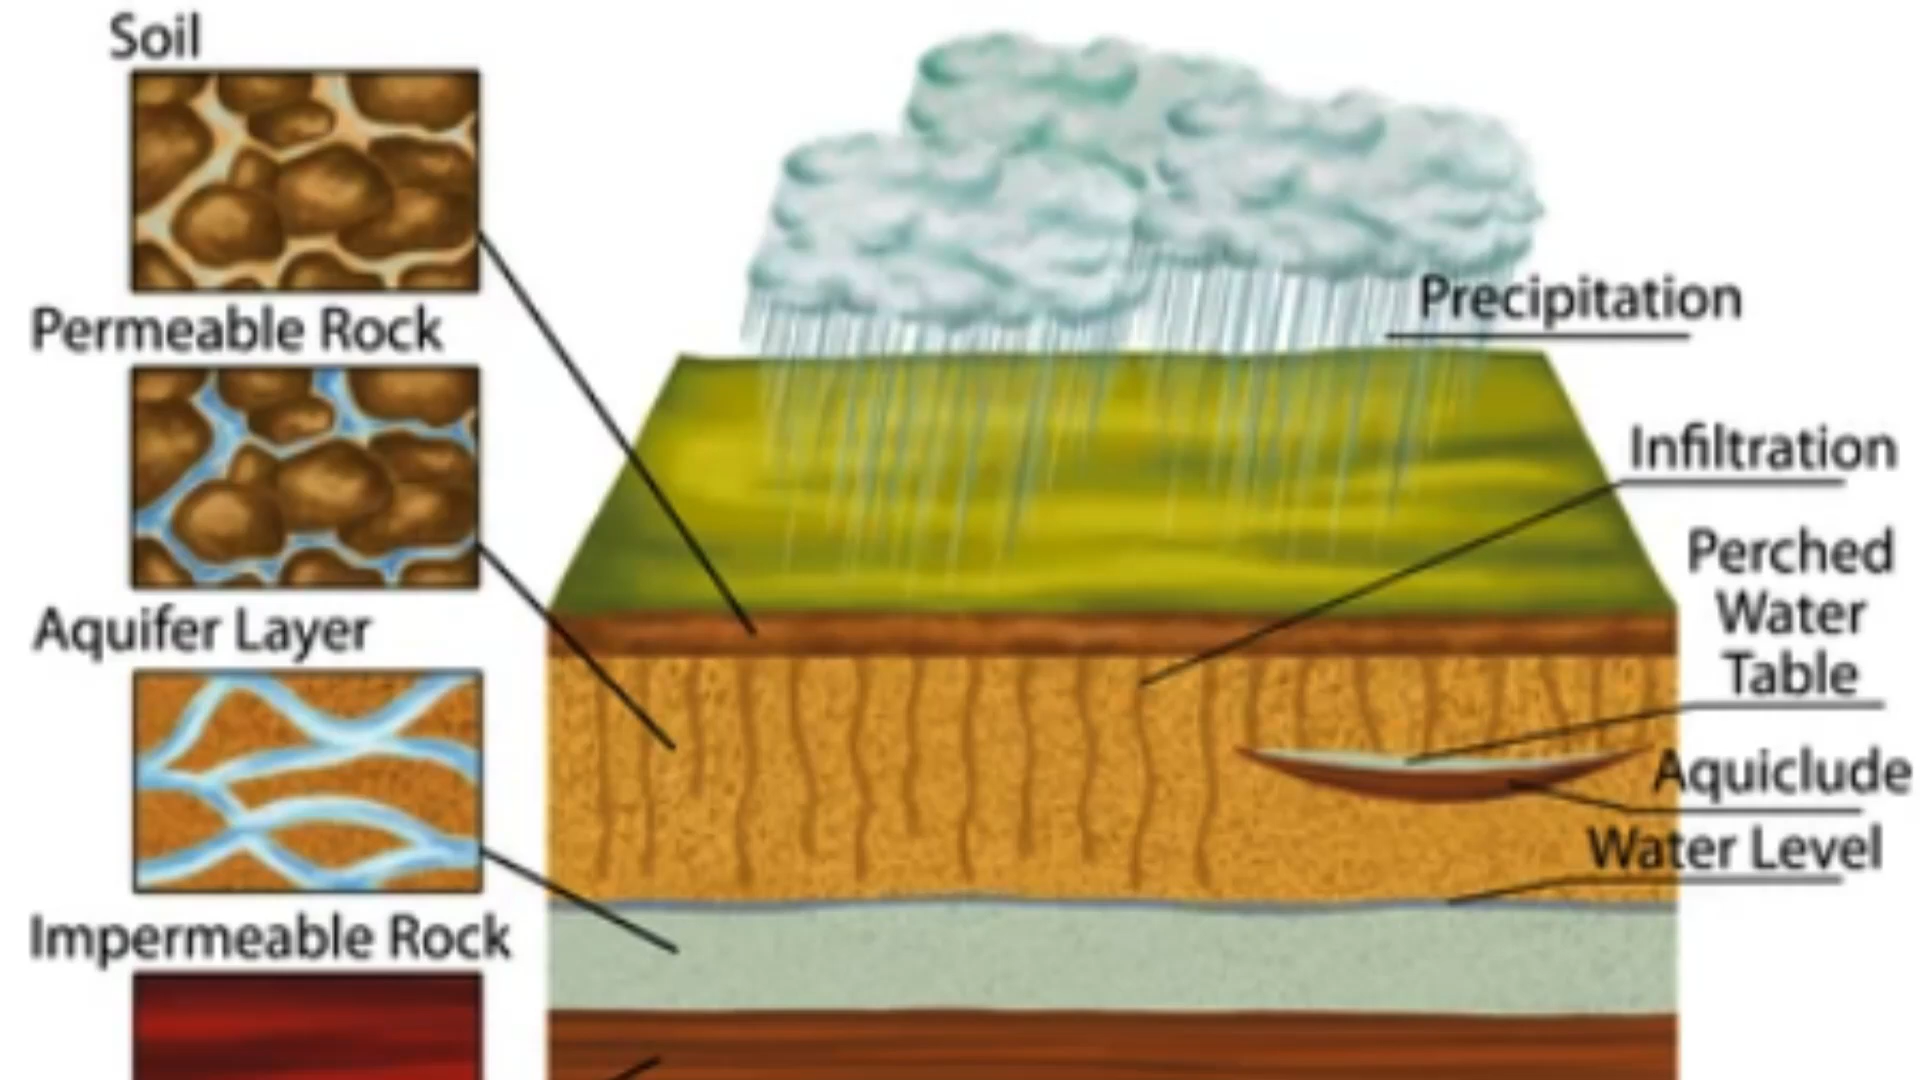 Soil
Permeable Rock
Aquifer Layer
Impermeable Rock
Precipitation
Infiltration
Perched
Water
Table
Aquiclude
Water Level